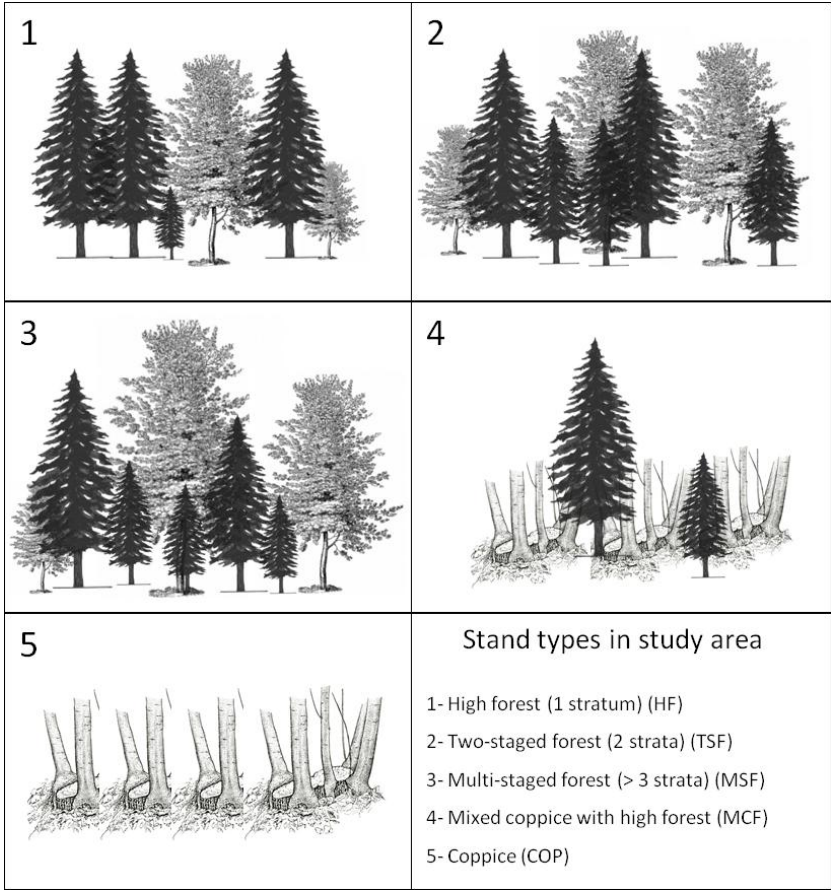 1
2
3
4
5
Stand types in study area
1- High forest (1 stratum) (HF)
2- Two-staged forest (2 strata) (TSF)
3- Multi-staged forest (> 3 strata) (MSF)
4- Mixed coppice with high forest (MCF)
5- Coppice (COP)